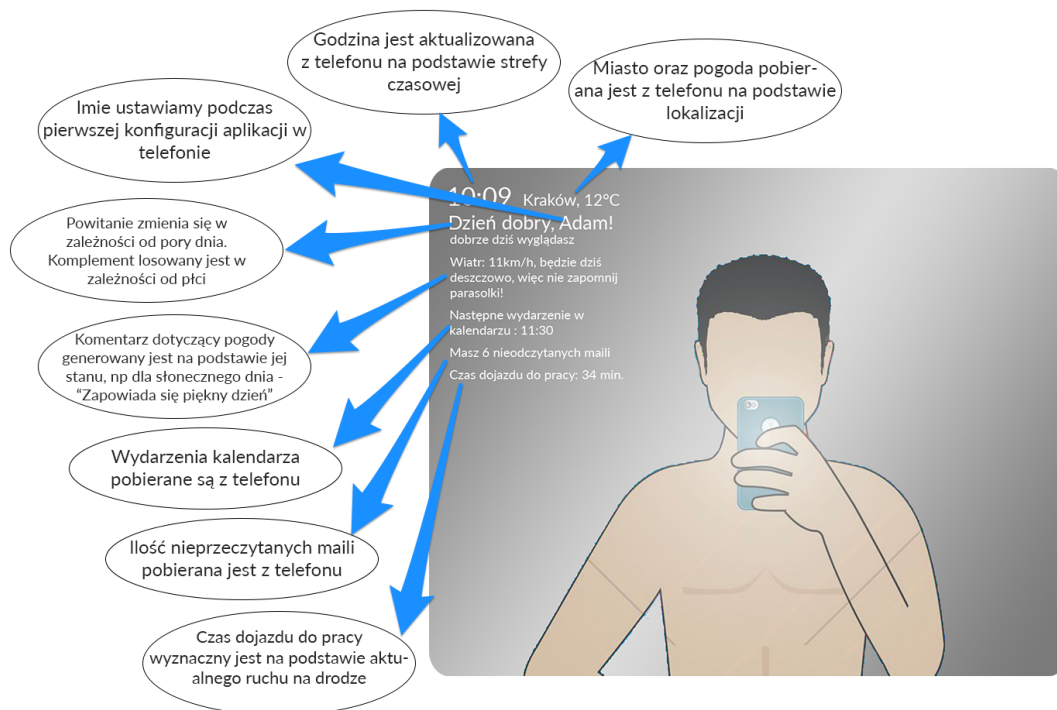 Godzina jest aktualizowana
z telefonu na podstawie strefy
czasowej
Miasto oraz pogoda pobier-
ana jest z telefonu na podstawie
lokalizacji
Imie ustawiamy podczas
pierwszej konfiguracji aplikacji w
telefonie
Powitanie zmienia się w
zależności od pory dnia.
Komplement losowany jest w
zależności od płci
Komentarz dotyczący pogody
generowany jest na podstawie jej
stanu, np dla słonecznego dnia -
“Zapowiada się piękny dzień”
Wydarzenia kalendarza
pobierane są z telefonu
Ilość nieprzeczytanych maili
pobierana jest z telefonu
Czas dojazdu do pracy
wyznaczny jest na podstawie aktu-
alnego ruchu na drodze
10:09 Kraków, 12°C
Dzień dobry, Adam!
dobrze dziś wyglądasz
Wiatr: 11km/h, będzie dziś
deszczowo, więc nie zapomnij
parasolki!
Następne wydarzenie w
kalendarzu : 11:30
Masz 6 nieodczytanych maili
Czas dojazdu do pracy: 34 min.